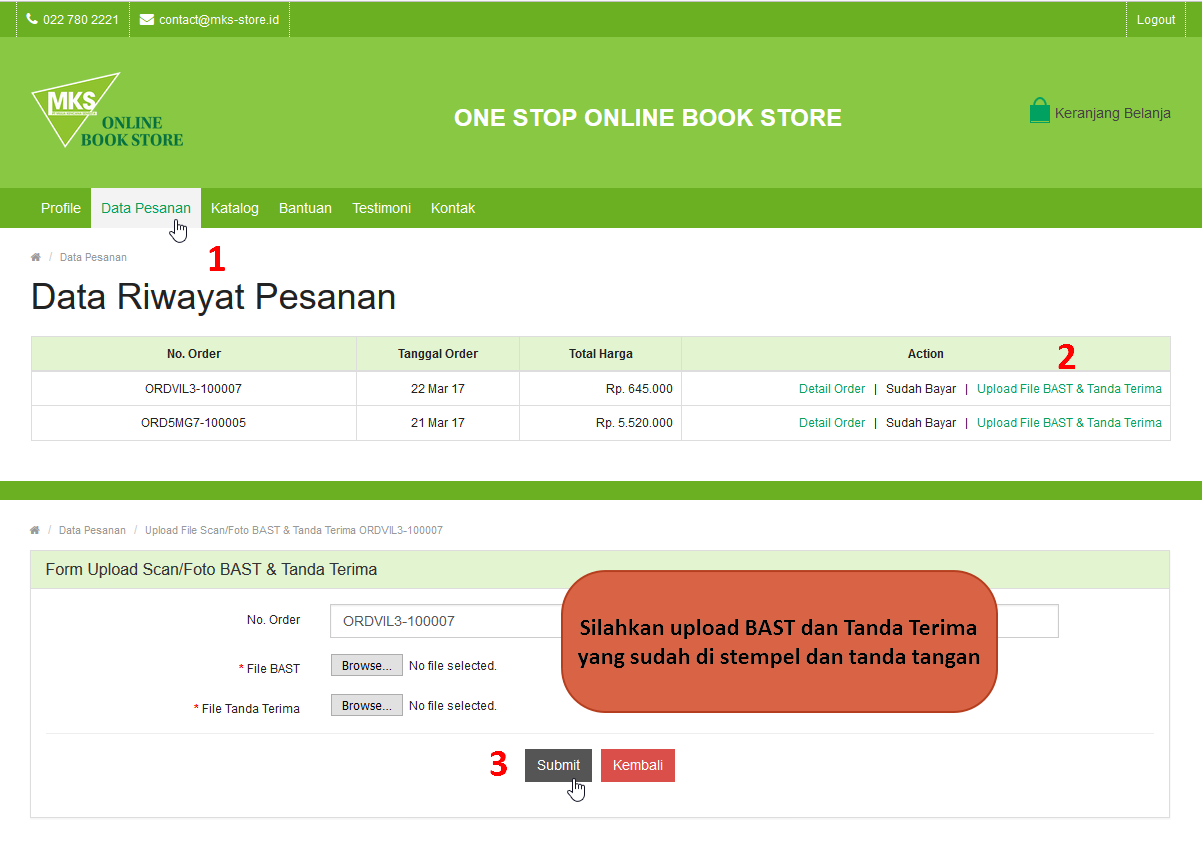 022 780 2221 contact@mks-store.id Logout
MKS
ONLINE
BOOK STORE
ONE STOP ONLINE BOOK STORE
Keranjang Belanja
Profile Data Pesanan Katalog Bantuan Testimoni Kontak
/ Data Pesanan
1
Data Riwayat Pesanan
No. Order Tanggal Order Total Harga Action 2
ORDVIL3-100007 22 Mar 17 Rp. 645.000 Detail Order | Sudah Bayar | Upload File BAST & Tanda Terima
ORD5MG7-100005 21 Mar 17 Rp. 5.520.000 Detail Order | Sudah Bayar | Upload File BAST & Tanda Terima
/ Data Pesanan / Upload File Scan/Foto BAST & Tanda Terima ORDVIL3-100007
Form Upload Scan/Foto BAST & Tanda Terima
No. Order ORDVIL3-100007
Silahkan upload BAST dan Tanda Terima
yang sudah di stempel dan tanda tangan
* File BAST Browse... No file selected.
* File Tanda Terima Browse... No file selected.
3 Submit Kembali